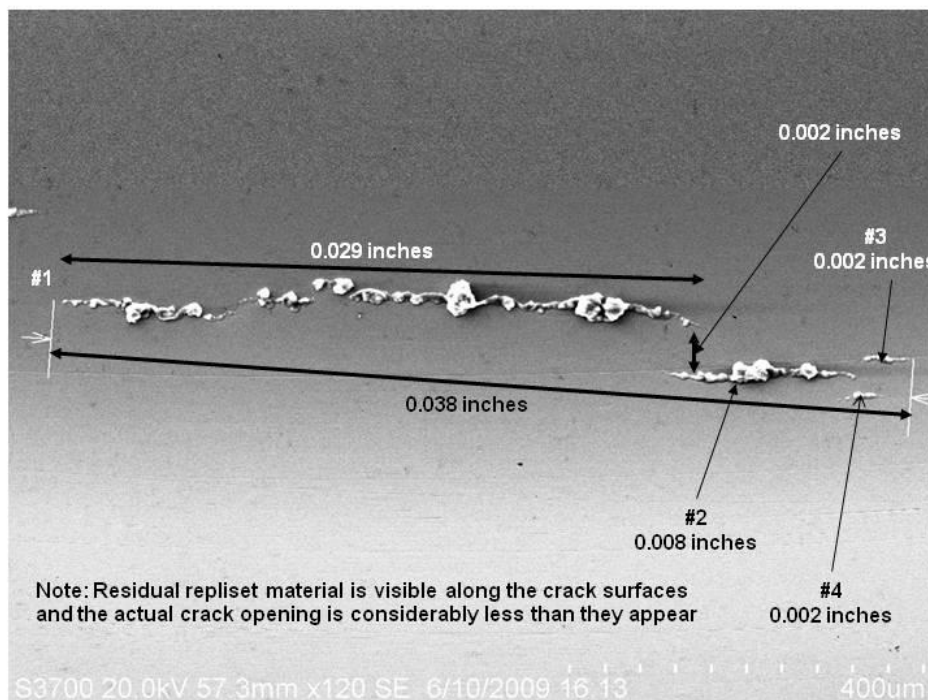 0.002 inches
#3
0.002 inches
0.029 inches
#1
0.038 inches
#2
0.008 inches
#4
0.002 inches
Note: Residual repliset material is visible along the crack surfaces
and the actual crack opening is considerably less than they appear
S3700 20.0kV 57.3mm x120 SE 6/10/2009 16:13
400um